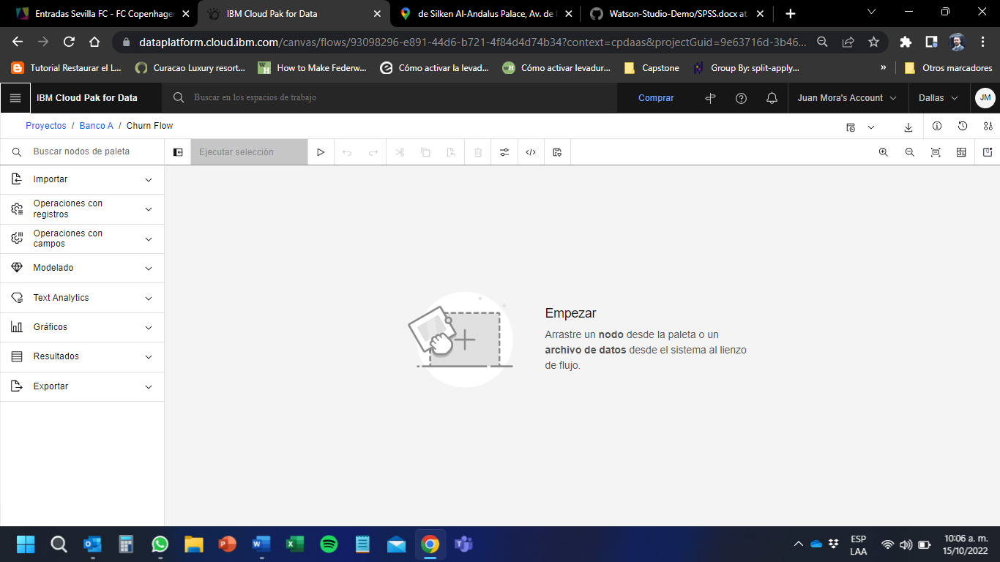 Entradas Sevilla FC - FC Copenhagen
IBM Cloud Pak for Data
de Silken Al-Andalus Palace, Av. de
Watson-Studio-Demo/SPSS.docx at
dataplatform.cloud.ibm.com/canvas/flows/93098296-e891-44d6-b721-4f84d4d74b34?context=cpdaas&projectGuid=9e63716d-3b46...
Tutorial Restaurar el L...
Curacao Luxury resort...
How to Make Federw...
Cómo activar la levad...
Cómo activar levadur...
Capstone
Group By: split-apply...
»
Otros marcadores
IBM Cloud Pak for Data
Buscar en los espacios de trabajo
Comprar
Juan Mora's Account
Dallas
JM
Proyectos / Banco A / Churn Flow
Buscar nodos de paleta
Ejecutar selección
Importar
Operaciones con
registros
Operaciones con
campos
Modelado
Text Analytics
Gráficos
Resultados
Exportar
Empezar
Arrastre un nodo desde la paleta o un
archivo de datos desde el sistema al lienzo
de flujo.
ESP
LAA
10:06 a. m.
15/10/2022